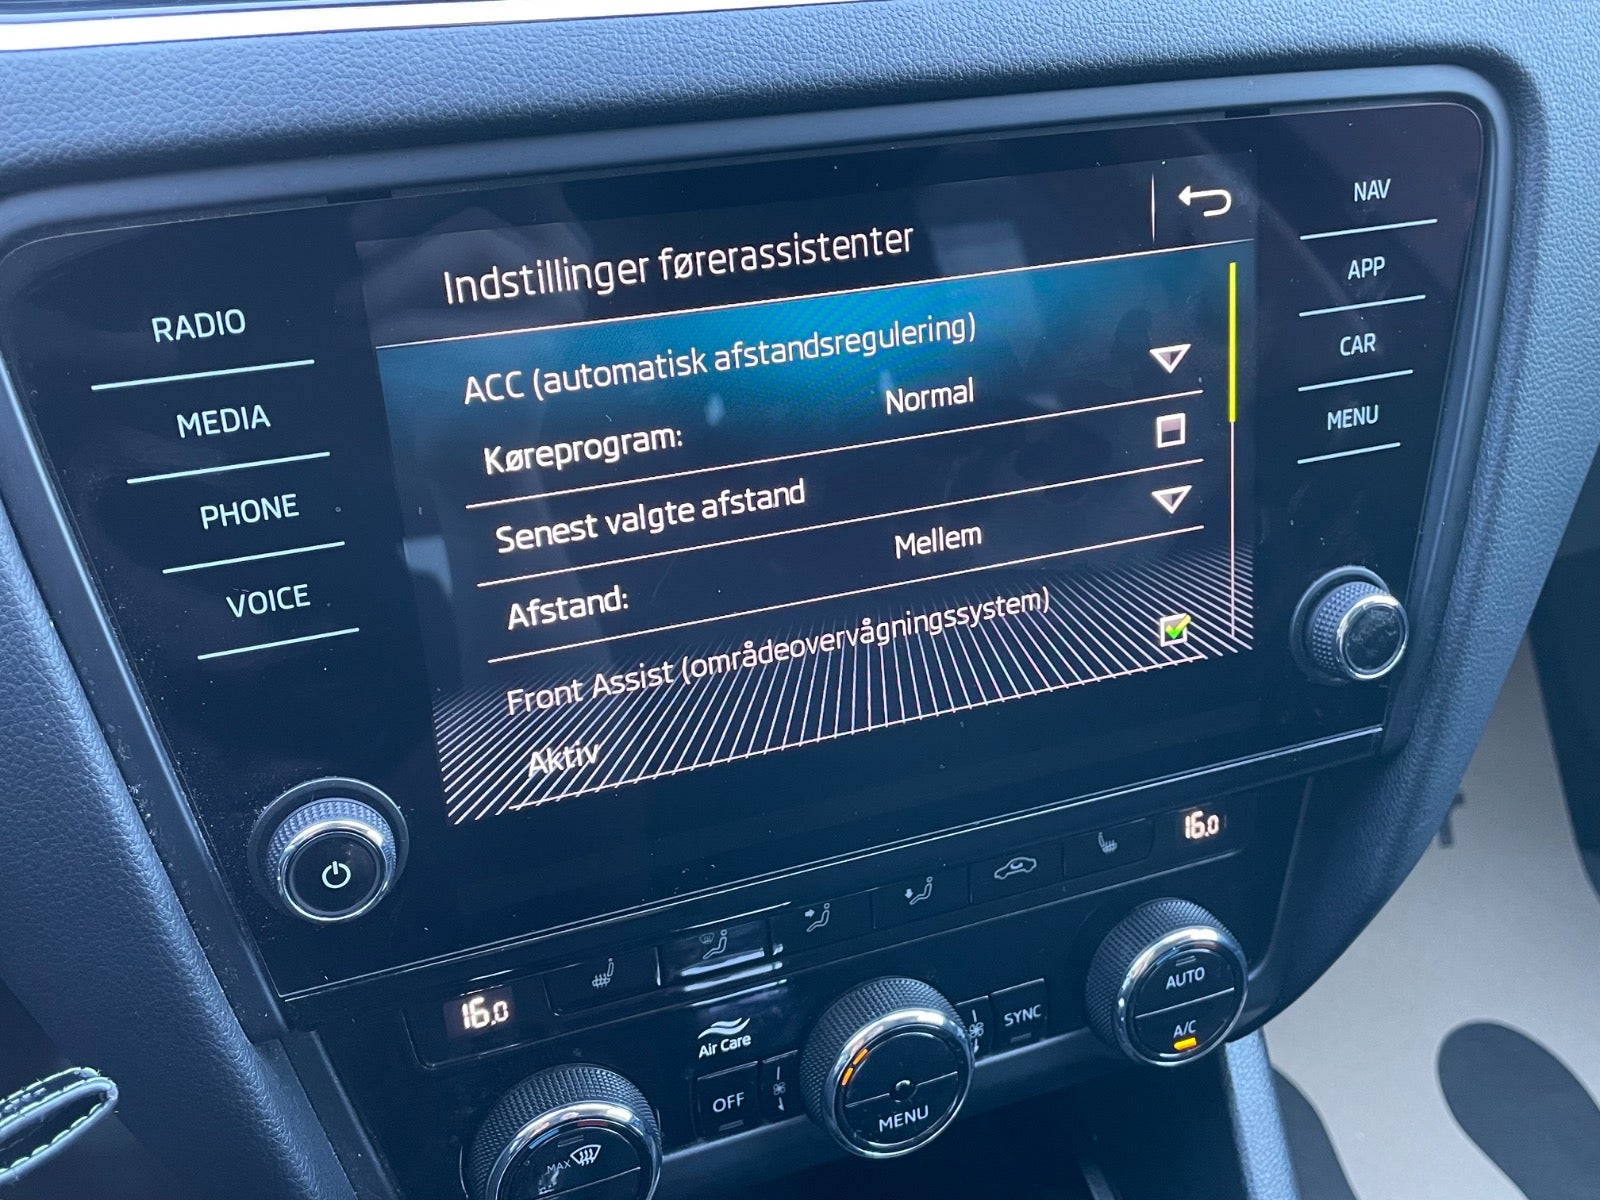 Indstillinger førerassistenter
ACC (automatisk afstandsregulering)
Køreprogram: Normal
Senest valgte afstand
Afstand: Mellem
Front Assist (områdeovervågningssystem)
Aktiv
RADIO
MEDIA
PHONE
VOICE
NAV
APP
CAR
MENU
16.0
16.0
Air Care
OFF
MENU
SYNC
AUTO
A/C
MAX